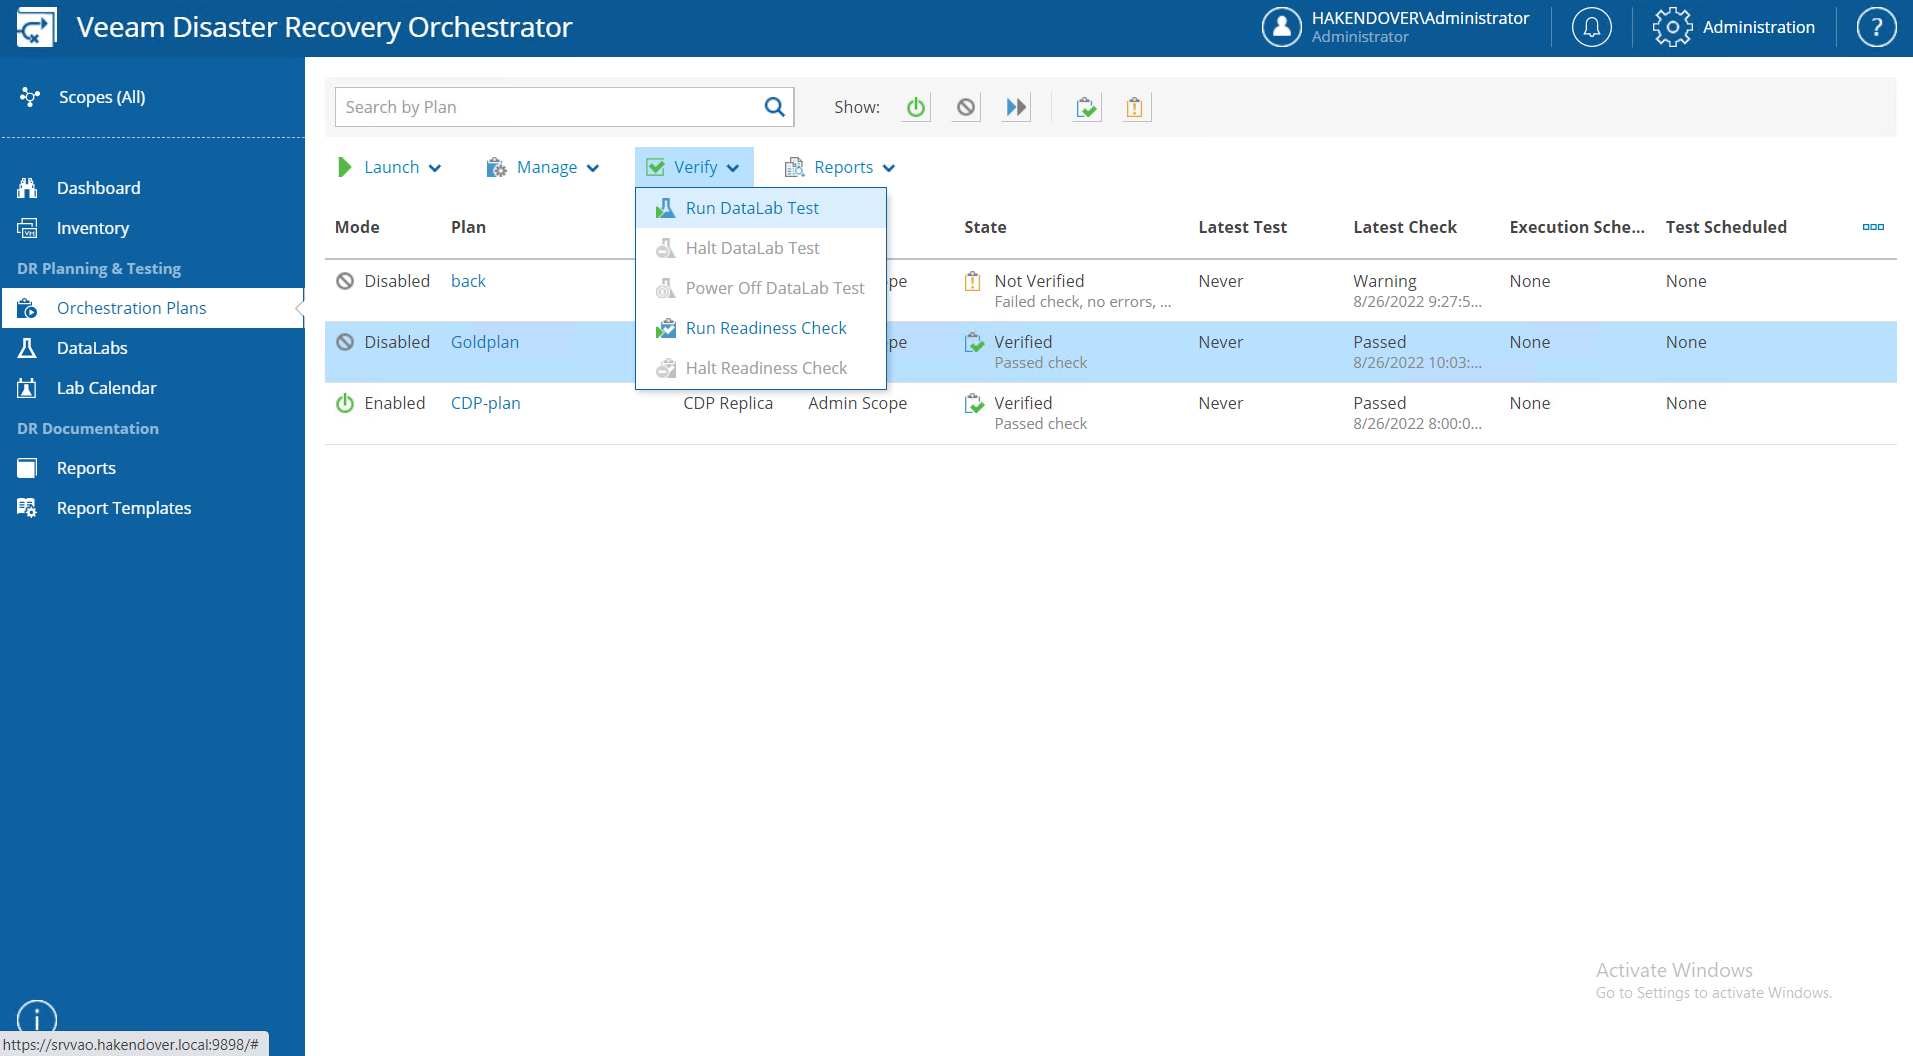 Veeam Disaster Recovery Orchestrator
HAKENDOVER\Administrator
Administrator
Administration
?
Scopes (All)
Dashboard
Inventory
DR Planning & Testing
Orchestration Plans
DataLabs
Lab Calendar
DR Documentation
Reports
Report Templates
Search by Plan
Show:
Launch
Manage
Verify
Reports
Run DataLab Test
Halt DataLab Test
Power Off DataLab Test
Run Readiness Check
Halt Readiness Check
Mode Plan State Latest Test Latest Check Execution Sche... Test Scheduled
Disabled back pe Not Verified Never Warning None None
Failed check, no errors, ... 8/26/2022 9:27:5...
Disabled Goldplan pe Verified Never Passed None None
Passed check 8/26/2022 10:03:...
Enabled CDP-plan CDP Replica Admin Scope Verified Never Passed None None
Passed check 8/26/2022 8:00:0...
Activate Windows
Go to Settings to activate Windows.
i
https://srvvao.hakendover.local:9898/#